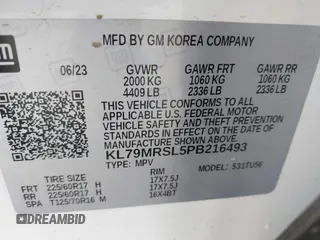 gm
MFD BY GM KOREA COMPANY
06/23 GVWR GAWR FRT GAWR RR
2000 KG 1060 KG 1060 KG
4409 LB 2336 LB 2336 LB
THIS VEHICLE CONFORMS TO ALL
APPLICABLE U.S. FEDERAL MOTOR
VEHICLE SAFETY AND THEFT
PREVENTION STANDARDS IN EFFECT
ON THE DATE OF MANUFACTURE
SHOWN ABOVE.
KL79MRSL5PB216493
TYPE: MPV MODEL: 531TU56
TIRE SIZE RIM
FRT 225/60R17 H 17X7.5J
RR 225/60R17 H 17X7.5J
SPA T125/70R16 M 16X4BT